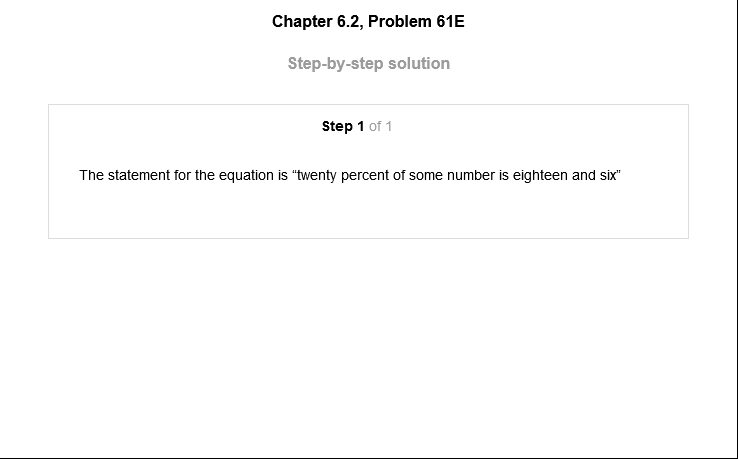 Chapter 6.2, Problem 61E
Step-by-step solution
Step 1 of 1
The statement for the equation is “twenty percent of some number is eighteen and six”